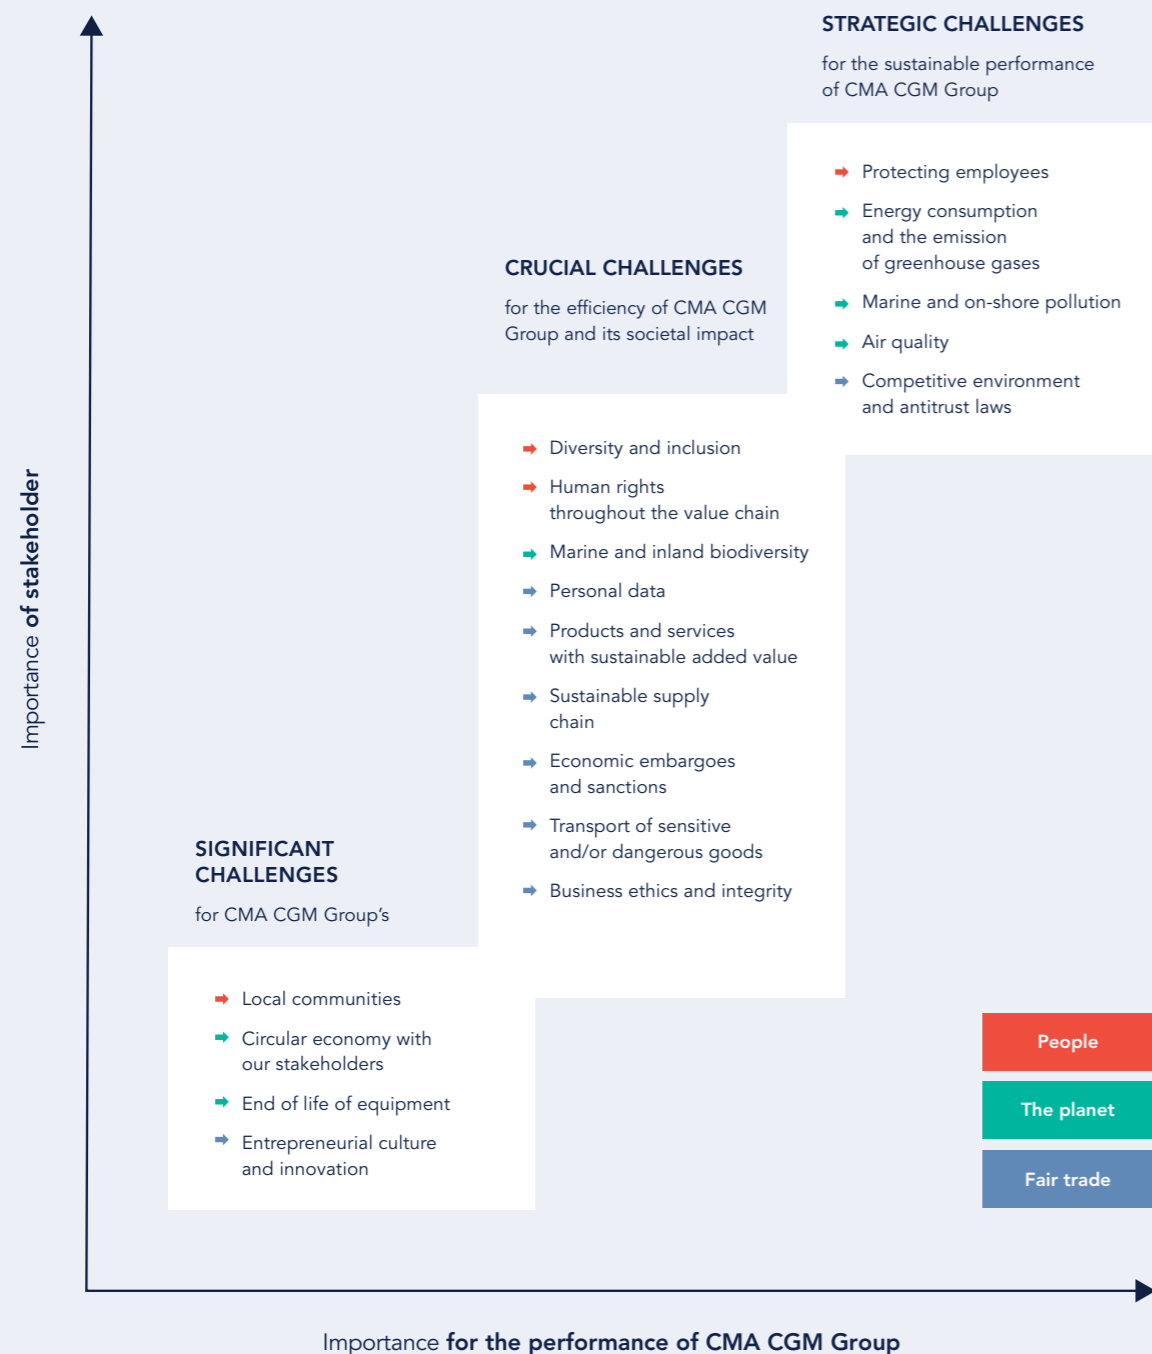 STRATEGIC CHALLENGES
for the sustainable performance
of CMA CGM Group
Protecting employees
Energy consumption
and the emission
of greenhouse gases
Marine and on-shore pollution
Air quality
Competitive environment
and antitrust laws
CRUCIAL CHALLENGES
for the efficiency of CMA CGM
Group and its societal impact
Diversity and inclusion
Human rights
throughout the value chain
Marine and inland biodiversity
Personal data
Products and services
with sustainable added value
Sustainable supply
chain
Economic embargoes
and sanctions
Transport of sensitive
and/or dangerous goods
Business ethics and integrity
SIGNIFICANT
CHALLENGES
for CMA CGM Group’s
Local communities
Circular economy with
our stakeholders
End of life of equipment
Entrepreneurial culture
and innovation
People
The planet
Fair trade
Importance of stakeholder
Importance for the performance of CMA CGM Group